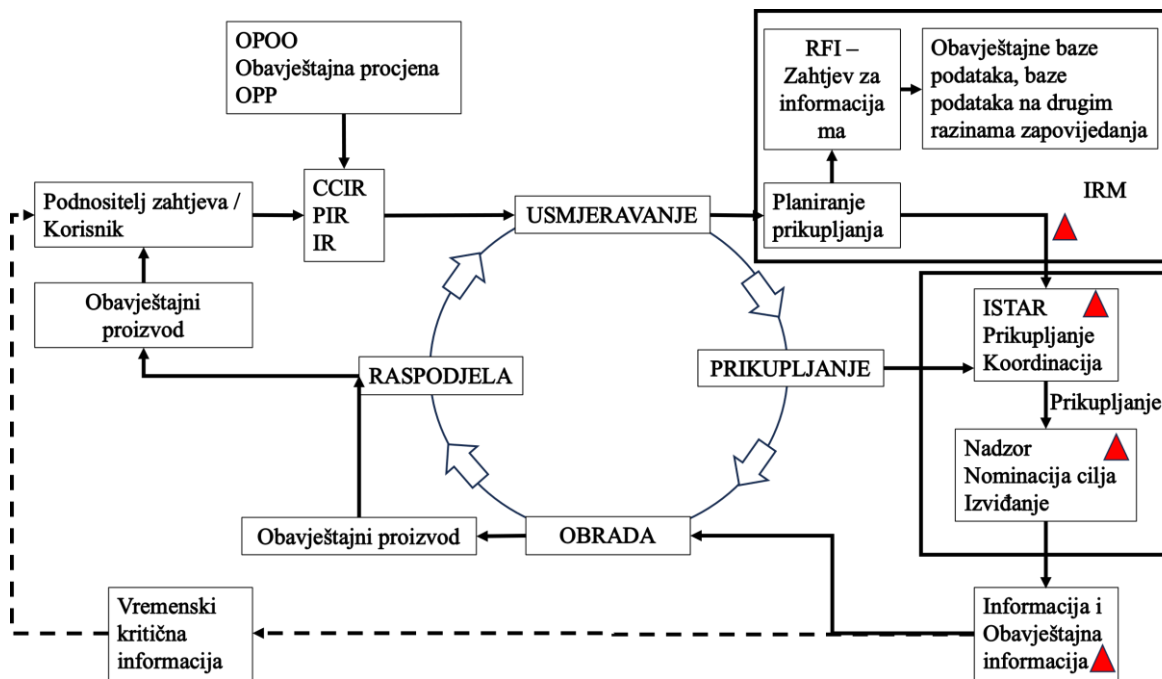 OPOO
Obavještajna procjena
OPP
RFI –
Zahtjev za
informacija
ma
Obavještajne baze
podataka, baze
podataka na drugim
razinama zapovijedanja
IRM
Podnositelj zahtjeva /
Korisnik
CCIR
PIR
IR
USMJERAVANJE
Planiranje
prikupljanja
Obavještajni
proizvod
ISTAR
Prikupljanje
Koordinacija
RASPODJELA
PRIKUPLJANJE
Prikupljanje
Nadzor
Nominacija cilja
Izviđanje
Obavještajni proizvod
OBRADA
Vremenski
kritična
informacija
Informacija i
Obavještajna
informacija